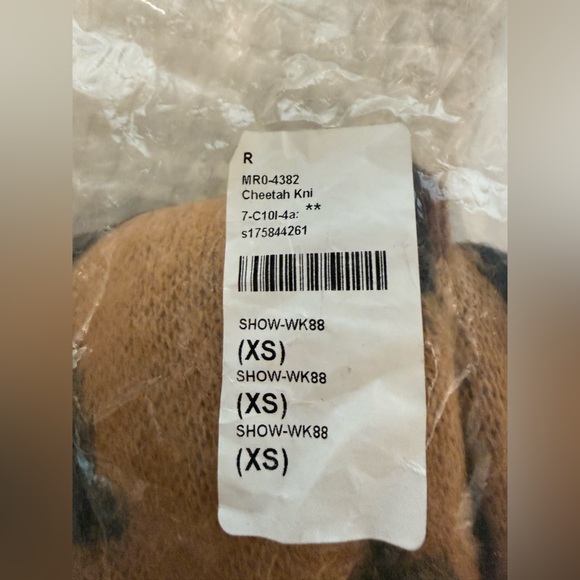 R
MR0-4382
Cheetah Kni
7-C10I-4a: **
s175844261
SHOW-WK88
(XS)
SHOW-WK88
(XS)
SHOW-WK88
(XS)